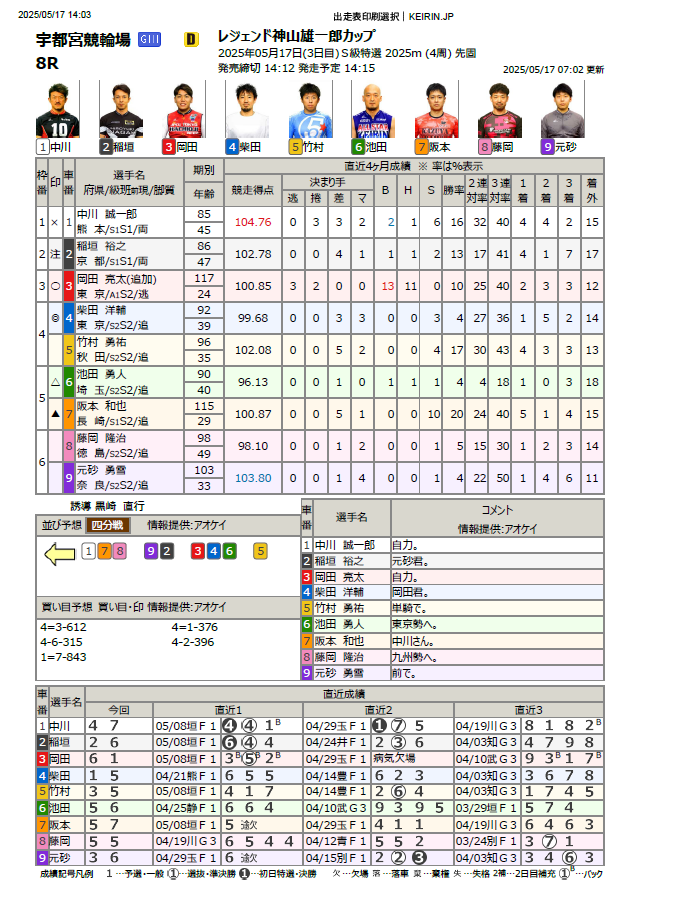 2025/05/17 14:03 出走表印刷選択｜KEIRIN.JP
宇都宮競輪場 GIII D レジェンド神山雄一郎カップ
2025年05月17日(3日目)Ｓ級特選 2025m (4周) 先固
8R 発売締切 14:12 発走予定 14:15 2025/05/17 07:02 更新
1 中川 2 稲垣 3 岡田 4 柴田 5 竹村 6 池田 7 阪本 8 藤岡 9 元砂
枠番 印 車番 選手名 府県/級班前現/脚質 期別 年齢 直近4ヶ月成績 ※ 率は%表示
競走得点 決まり手 逃 捲 差 マ B H S 勝率 2連対率 3連対率 1着 2着 3着 着外
1 × 1 中川 誠一郎 85 104.76 0 3 3 2 2 1 6 16 32 40 4 4 2 15
熊 本/S1S1/両 45
2 注 2 稲垣 裕之 86 102.78 0 0 4 1 1 1 2 13 17 41 4 1 7 17
京 都/S1S1/両 47
3 ○ 3 岡田 亮太(追加) 117 100.85 3 2 0 0 13 11 0 10 25 40 2 3 3 12
東 京/A1S2/逃 24
4 ◎ 4 柴田 洋輔 92 99.68 0 0 3 3 0 0 3 4 27 36 1 5 2 14
東 京/S2S2/追 39
5 竹村 勇祐 96 102.08 0 0 5 2 0 0 4 17 30 43 4 3 3 13
秋 田/S2S2/追 35
5 △ 6 池田 勇人 90 96.13 0 0 1 0 1 1 4 4 4 18 1 0 3 18
埼 玉/S2S2/追 40
▲ 7 阪本 和也 115 100.87 0 0 5 1 0 0 10 20 24 40 5 1 4 15
長 崎/S1S2/追 29
6 8 藤岡 隆治 98 98.10 0 0 1 2 0 0 1 5 15 30 1 2 3 14
徳 島/S2S2/追 49
9 元砂 勇雪 103 103.80 0 0 1 4 0 0 1 4 22 50 1 4 6 11
奈 良/S2S1/追 33
誘導 黒崎 直行
並び予想 四分戦 情報提供:アオケイ
1 7 8 9 2 3 4 6 5
買い目予想 買い目・印 情報提供:アオケイ
4=3-612 4=1-376
4-6-315 4-2-396
1=7-843
車番 選手名 コメント
情報提供:アオケイ
1 中川 誠一郎 自力。
2 稲垣 裕之 元砂君。
3 岡田 亮太 自力。
4 柴田 洋輔 岡田君。
5 竹村 勇祐 単騎で。
6 池田 勇人 東京勢へ。
7 阪本 和也 中川さん。
8 藤岡 隆治 九州勢へ。
9 元砂 勇雪 前で。
車番 選手名 直近成績
今回 直近1 直近2 直近3
1 中川 4 7 05/08垣Ｆ1 ❹ ④ 1B 04/29玉Ｆ1 ❶ ⑦ 5 04/19川Ｇ3 8 1 8 2B
2 稲垣 2 6 05/08垣Ｆ1 ❻ ④ 4 04/24井Ｆ1 2 ③ 6 04/03知Ｇ3 4 7 9 8
3 岡田 6 1 05/08垣Ｆ1 3B ⑤B 2B 04/29玉Ｆ1 病気欠場 04/10武Ｇ3 9 3B 1 7B
4 柴田 1 5 04/21熊Ｆ1 6 5 5 04/14豊Ｆ1 6 2 3 04/03知Ｇ3 3 6 7 8
5 竹村 3 5 05/08垣Ｆ1 4 1 7 04/14豊Ｆ1 2 ⑥ 4 04/03知Ｇ3 1 7 4 5
6 池田 5 6 04/25静Ｆ1 6 6 4 04/10武Ｇ3 9 3 9 5 03/29垣Ｆ1 5 7 4
7 阪本 5 7 05/08垣Ｆ1 5 途欠 04/29玉Ｆ1 4 1 1 04/19川Ｇ3 6 4 6 3
8 藤岡 5 5 04/19川Ｇ3 6 5 4 4 04/12青Ｆ1 5 5 2 03/24別Ｆ1 3 ⑦ 1
9 元砂 3 6 04/29玉Ｆ1 6 途欠 04/15別Ｆ1 2 ② ❸ 04/03知Ｇ3 3 4 ⑥ 3
成績記号凡例 1 …予選・一般 ①…選抜・準決勝 ❶…初日特選・決勝 欠…欠場 落…落車 棄…棄権 失…失格 2補…2日目補充 ①B…バック